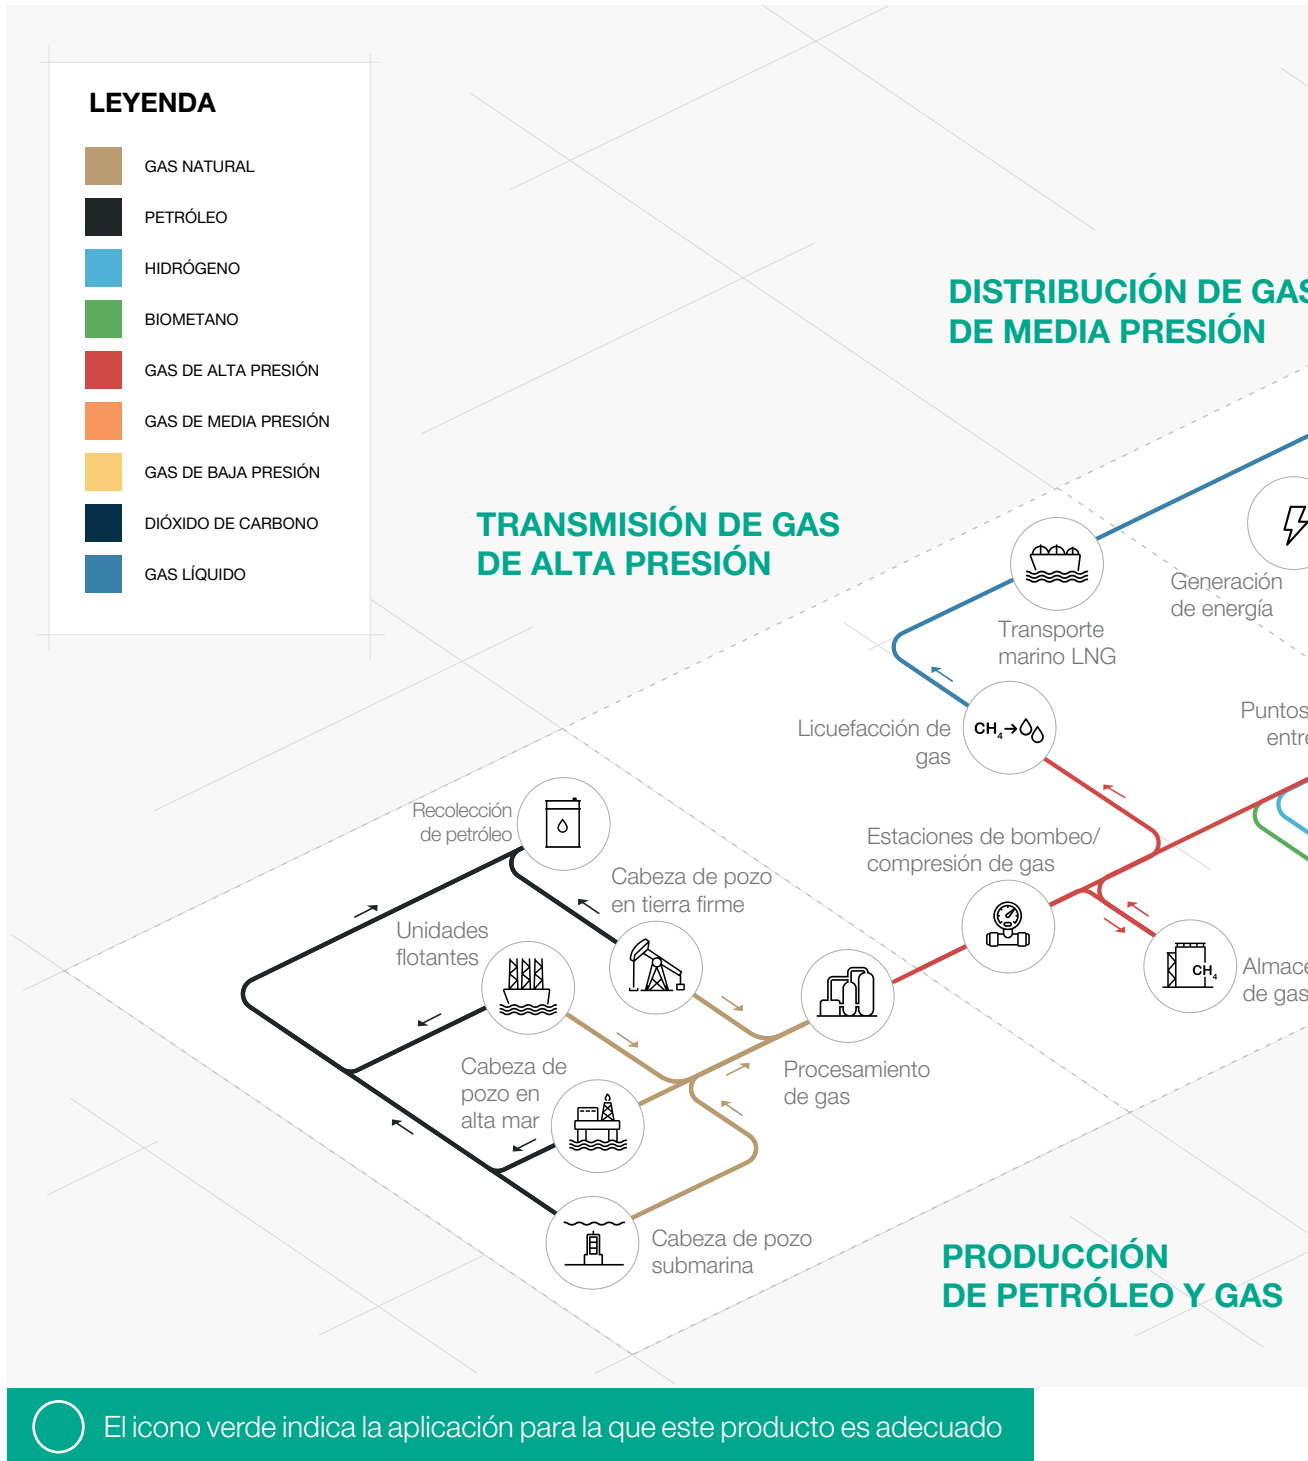 LEYENDA
GAS NATURAL
PETRÓLEO
HIDRÓGENO
BIOMETANO
GAS DE ALTA PRESIÓN
GAS DE MEDIA PRESIÓN
GAS DE BAJA PRESIÓN
DIÓXIDO DE CARBONO
GAS LÍQUIDO
DISTRIBUCIÓN DE GAS
DE MEDIA PRESIÓN
TRANSMISIÓN DE GAS
DE ALTA PRESIÓN
Generación
de energía
Transporte
marino LNG
Licuefacción de
gas
CH₄→
Puntos
entre
Recolección
de petróleo
Estaciones de bombeo/
compresión de gas
Cabeza de pozo
en tierra firme
Unidades
flotantes
CH₄
Almace
de gas
Cabeza de
pozo en
alta mar
Procesamiento
de gas
Cabeza de pozo
submarina
PRODUCCIÓN
DE PETRÓLEO Y GAS
El icono verde indica la aplicación para la que este producto es adecuado